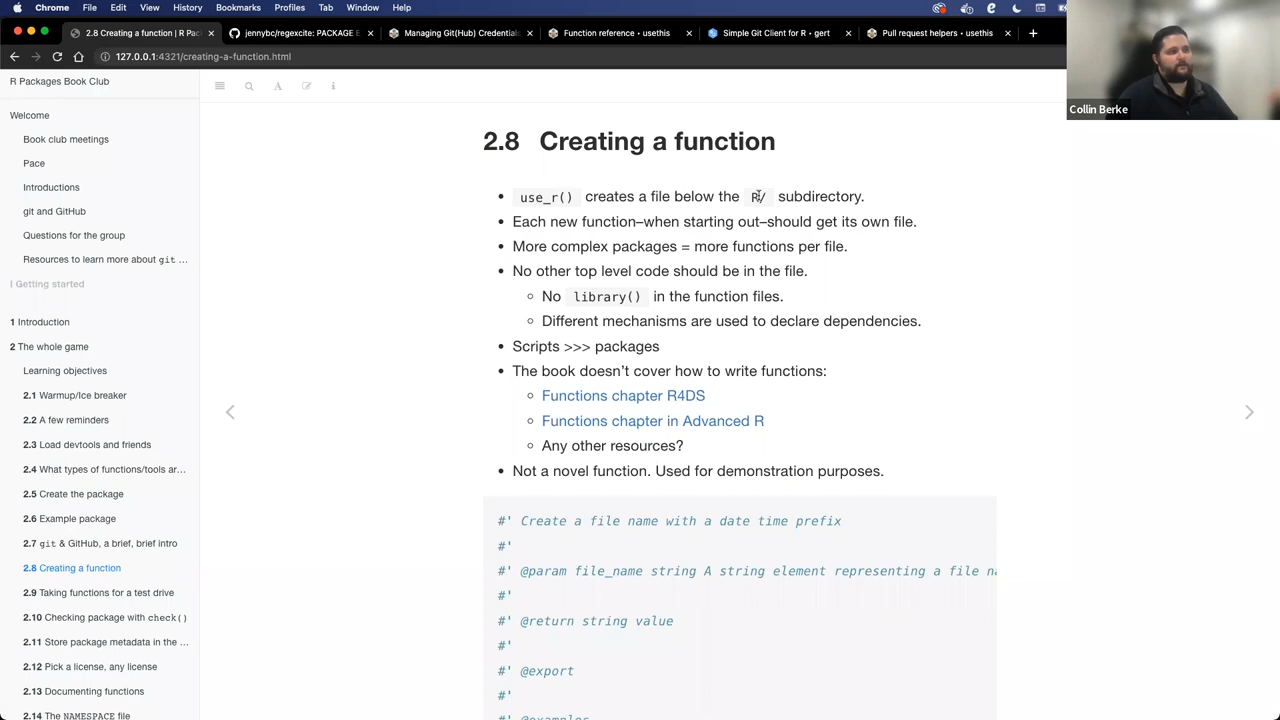 Chrome File Edit View History Bookmarks Profiles Tab Window Help
2.8 Creating a function | R Pac
jennybc/regexcite: PACKAGE E
Managing Git(Hub) Credentials
Function reference • usethis
Simple Git Client for R • gert
Pull request helpers • usethis
127.0.0.1:4321/creating-a-function.html
R Packages Book Club
Welcome
Book club meetings
Pace
Introductions
git and GitHub
Questions for the group
Resources to learn more about git ...
I Getting started
1 Introduction
2 The whole game
Learning objectives
2.1 Warmup/Ice breaker
2.2 A few reminders
2.3 Load devtools and friends
2.4 What types of functions/tools ar...
2.5 Create the package
2.6 Example package
2.7 git & GitHub, a brief, brief intro
2.8 Creating a function
2.9 Taking functions for a test drive
2.10 Checking package with check()
2.11 Store package metadata in the ...
2.12 Pick a license, any license
2.13 Documenting functions
2.14 The NAMESPACE file
2.8 Creating a function
• use_r() creates a file below the R/ subdirectory.
• Each new function–when starting out–should get its own file.
• More complex packages = more functions per file.
• No other top level code should be in the file.
No library() in the function files.
Different mechanisms are used to declare dependencies.
• Scripts >>> packages
• The book doesn’t cover how to write functions:
Functions chapter R4DS
Functions chapter in Advanced R
Any other resources?
• Not a novel function. Used for demonstration purposes.
#' Create a file name with a date time prefix
#'
#' @param file_name string A string element representing a file na
#'
#' @return string value
#'
#' @export
#'
#' @examples
Collin Berke